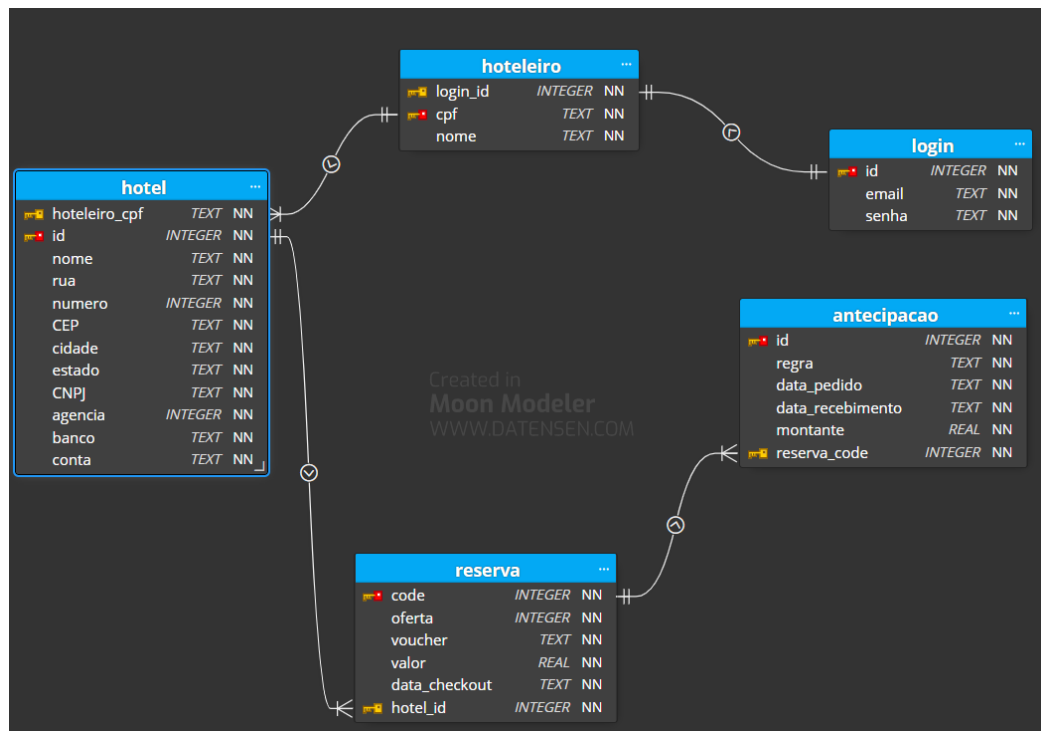 hoteleiro ...
login_id INTEGER NN
cpf TEXT NN
nome TEXT NN
login ...
id INTEGER NN
email TEXT NN
senha TEXT NN
hotel ...
hoteleiro_cpf TEXT NN
id INTEGER NN
nome TEXT NN
rua TEXT NN
numero INTEGER NN
CEP TEXT NN
cidade TEXT NN
estado TEXT NN
CNPJ TEXT NN
agencia INTEGER NN
banco TEXT NN
conta TEXT NN
antecipacao ...
id INTEGER NN
regra TEXT NN
data_pedido TEXT NN
data_recebimento TEXT NN
montante REAL NN
reserva_code INTEGER NN
Created in
Moon Modeler
WWW.DATENSEN.COM
reserva ...
code INTEGER NN
oferta INTEGER NN
voucher TEXT NN
valor REAL NN
data_checkout TEXT NN
hotel_id INTEGER NN